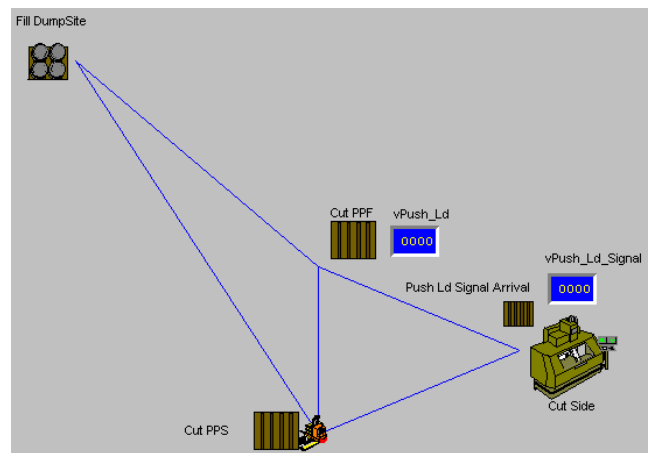 Fill DumpSite
Cut PPF
vPush_Ld
0000
vPush_Ld_Signal
Push Ld Signal Arrival
0000
Cut Side
Cut PPS